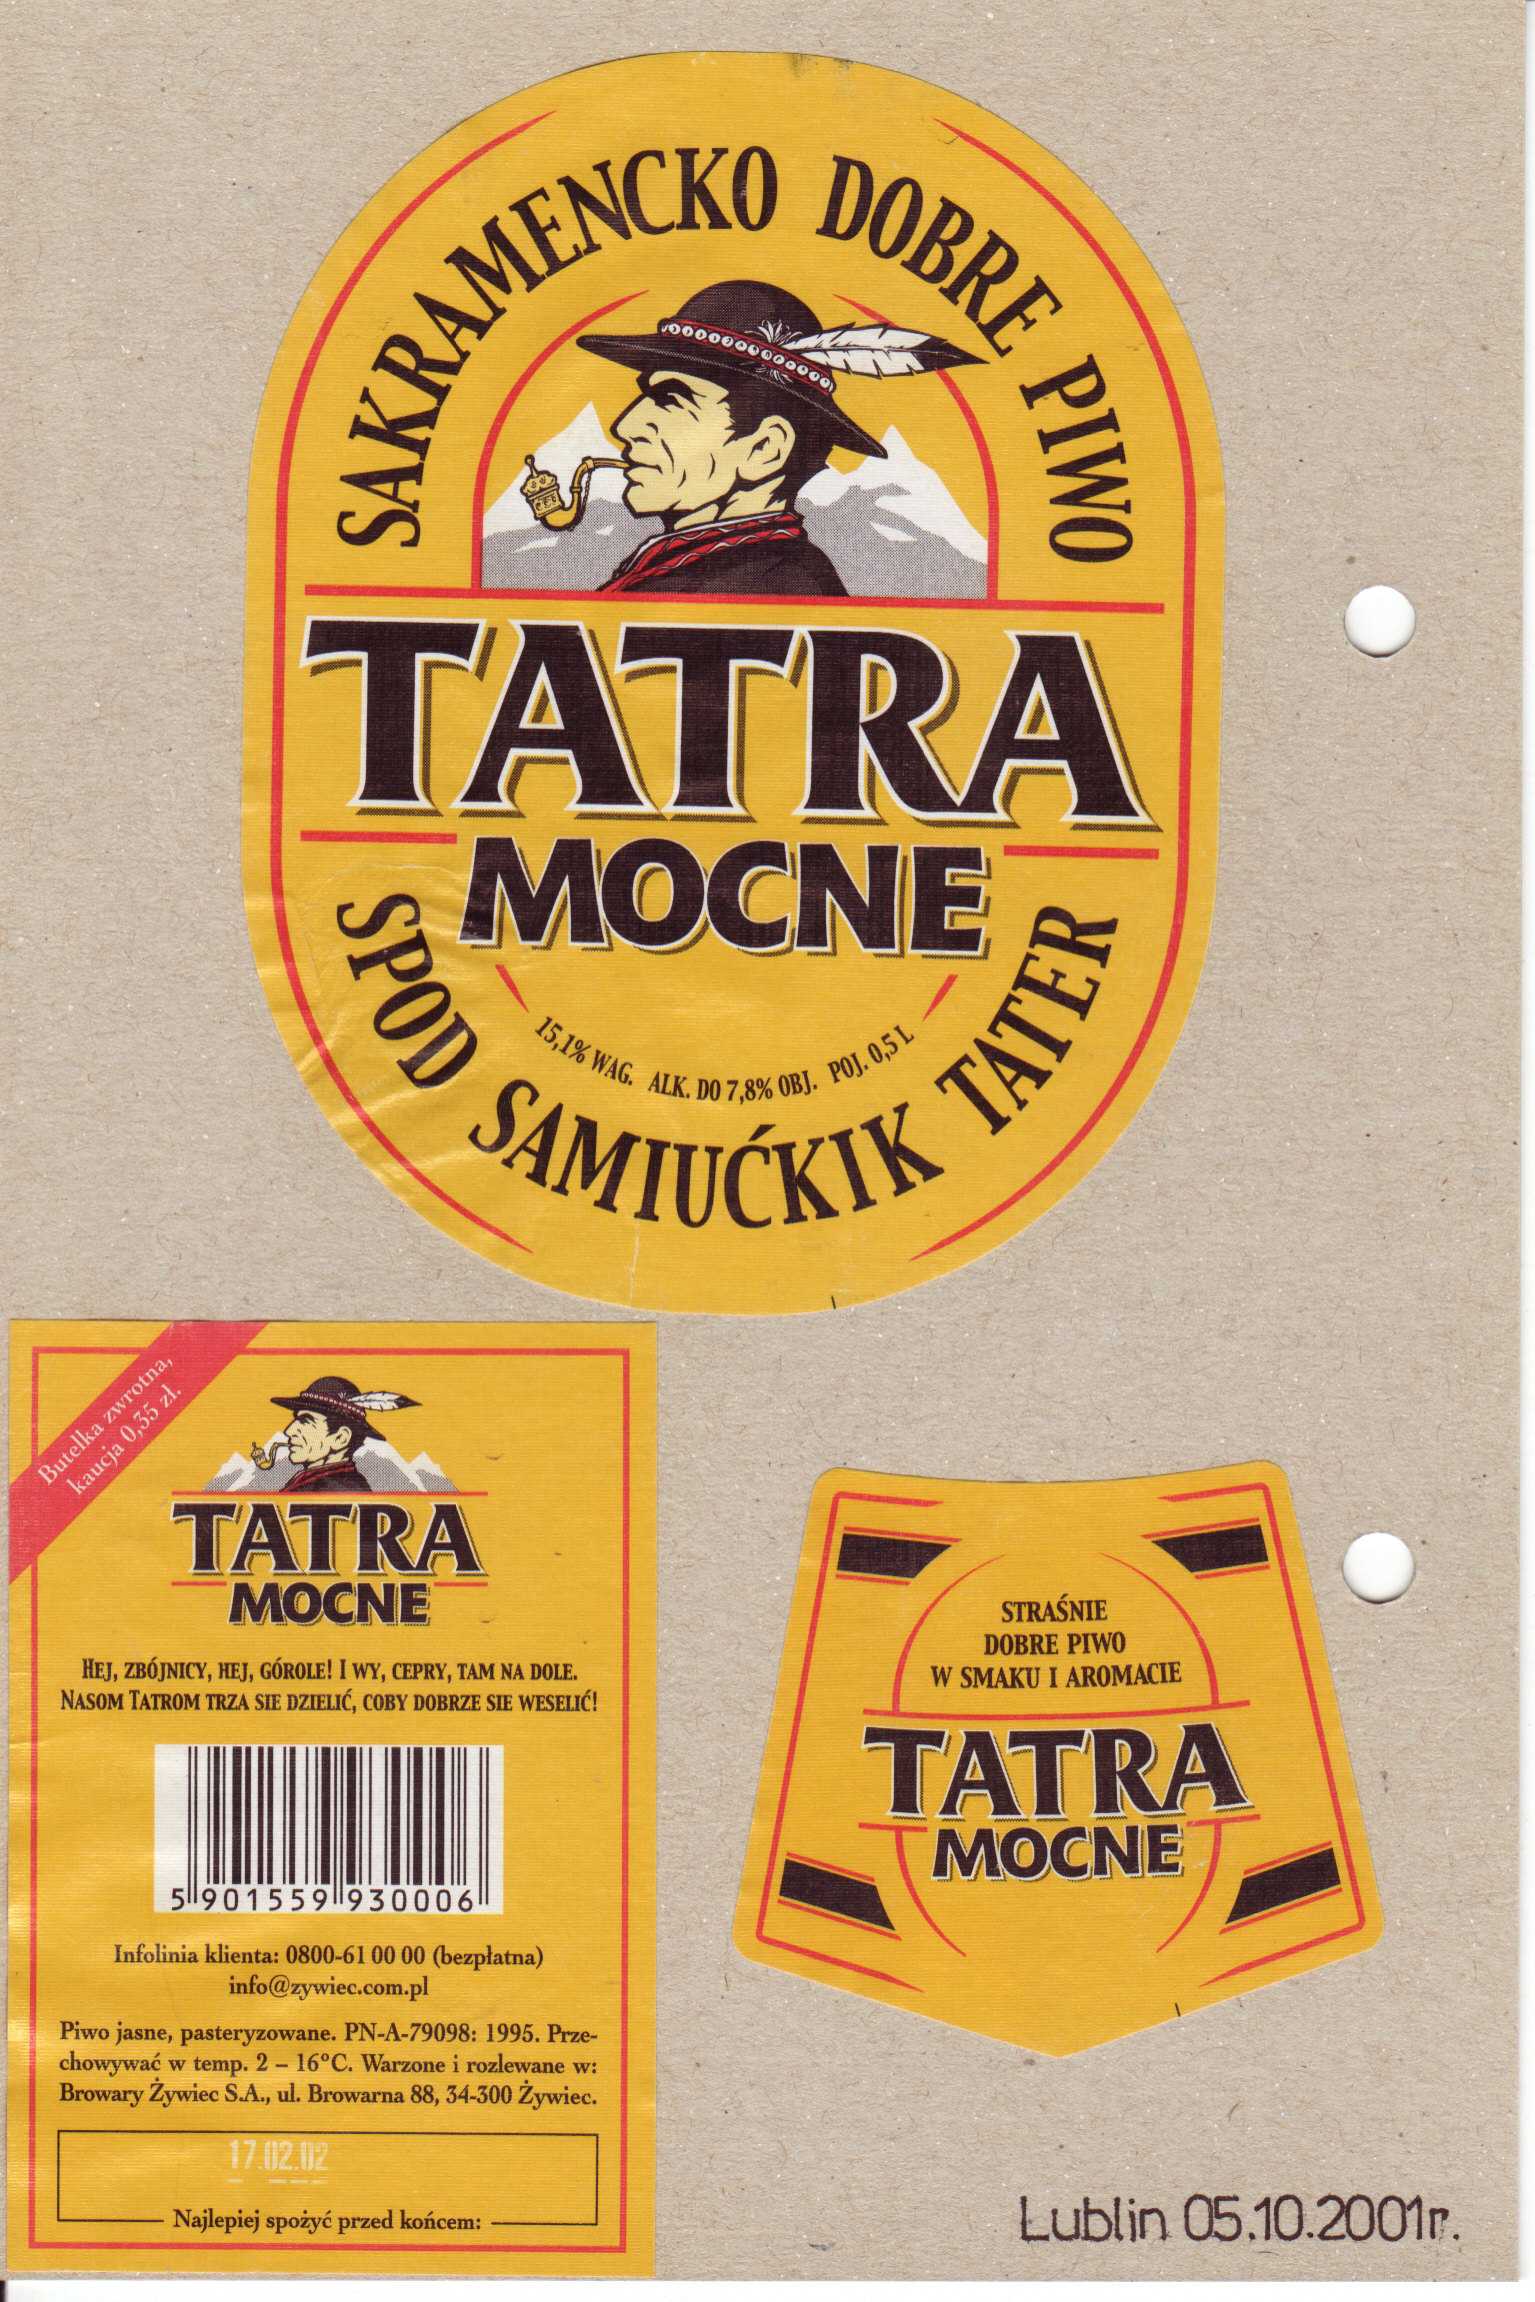 SAKRAMENCKO DOBRE PIWO
TATRA
MOCNE
15,1% WAG. ALK. DO 7,8% OBJ. POJ. 0,5 L
SPOD SAMIUĆKIK TATER
Butelka zwrotna,
kaucja 0,35 zł.
TATRA
MOCNE
HEJ, ZBÓJNICY, HEJ, GÓROLE! I WY, CEPRY, TAM NA DOLE.
NASOM TATROM TRZA SIE DZIELIĆ, COBY DOBRZE SIE WESELIĆ!
5 901559 930006
Infolinia klienta: 0800-61 00 00 (bezpłatna)
info@zywiec.com.pl
Piwo jasne, pasteryzowane. PN-A-79098: 1995. Prze-
chowywać w temp. 2 – 16°C. Warzone i rozlewane w:
Browary Żywiec S.A., ul. Browarna 88, 34-300 Żywiec.
17.02.02
Najlepiej spożyć przed końcem:
STRAŚNIE
DOBRE PIWO
W SMAKU I AROMACIE
TATRA
MOCNE
Lublin 05.10.2001r.